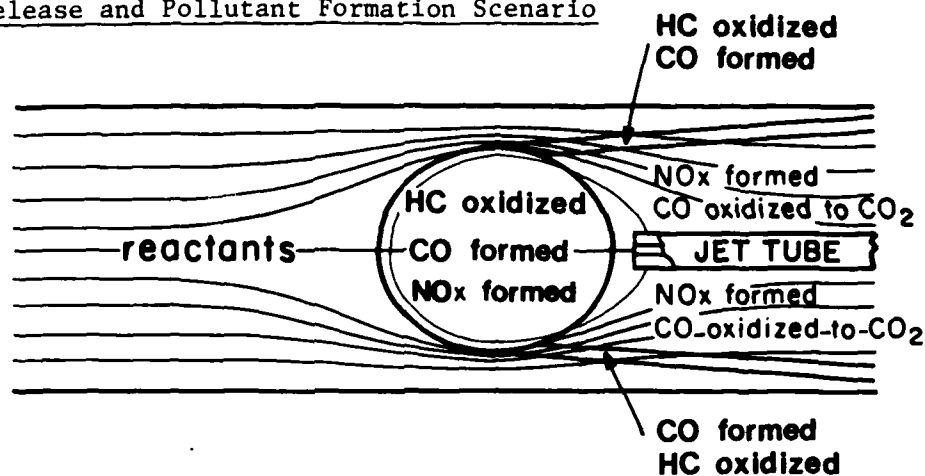 elease and Pollutant Formation Scenario
HC oxidized
CO formed
NOx formed
CO oxidized to CO2
HC oxidized
reactants
CO formed
JET TUBE
NOx formed
NOx formed
CO-oxidized-to-CO2
CO formed
HC oxidized